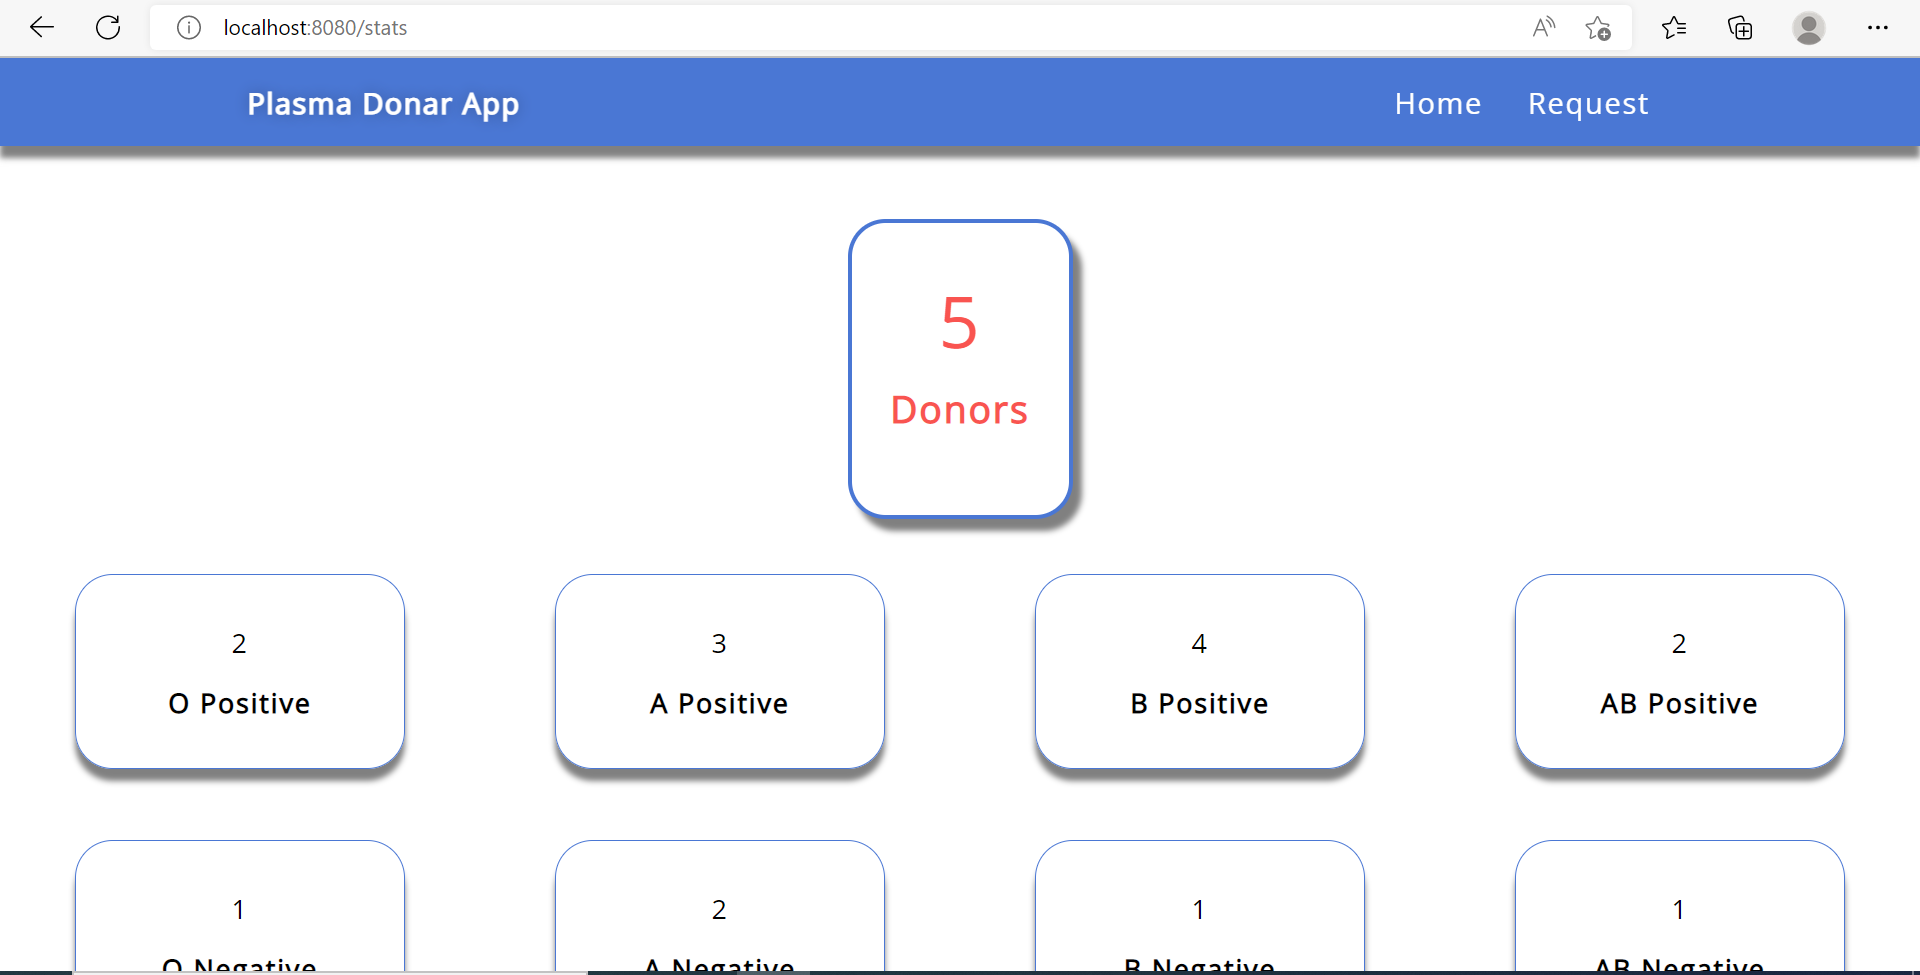 localhost:8080/stats
Plasma Donar App
Home
Request
5
Donors
2
3
4
2
O Positive
A Positive
B Positive
AB Positive
1
2
1
1
O Negative
A Negative
B Negative
AB Negative